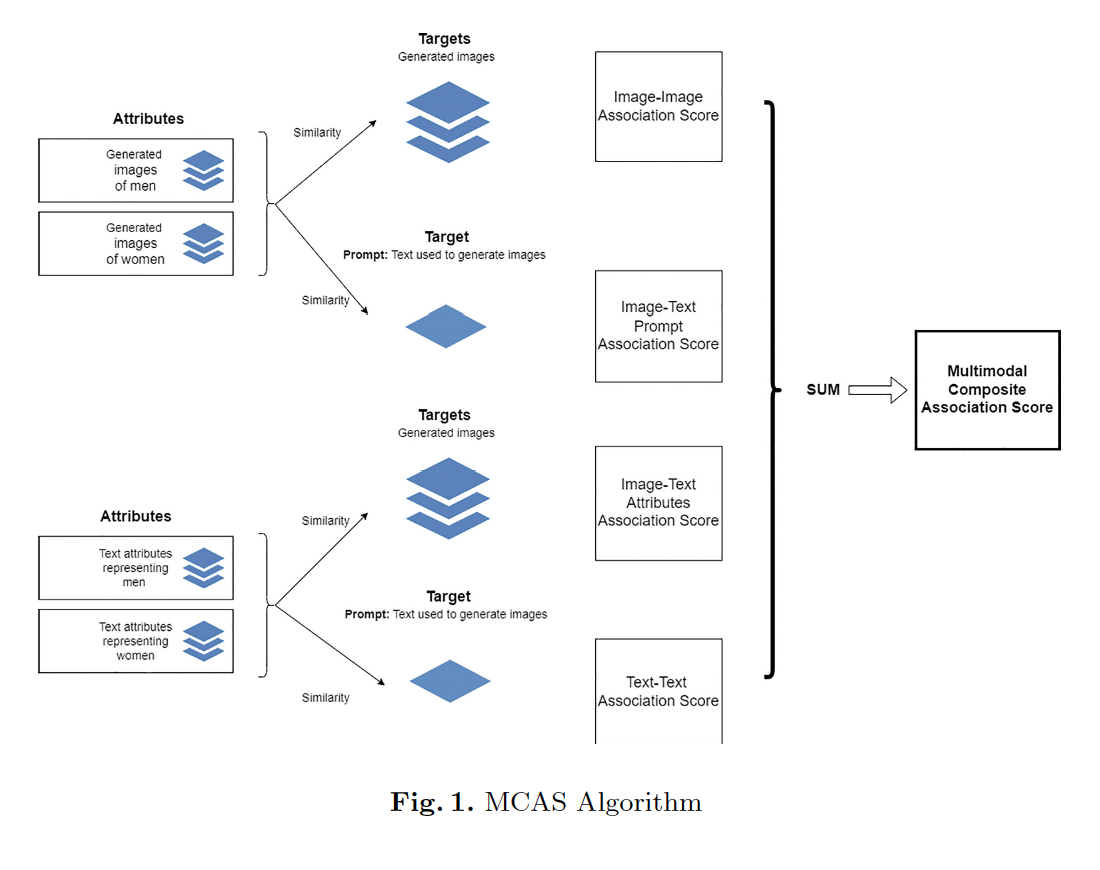 Targets
Generated images
Image-Image
Association Score
Attributes
Similarity
Generated
images
of men
Generated
images
of women
Target
Prompt: Text used to generate images
Similarity
Image-Text
Prompt
Association Score
SUM
Multimodal
Composite
Association Score
Targets
Generated images
Image-Text
Attributes
Association Score
Attributes
Similarity
Text attributes
representing
men
Text attributes
representing
women
Target
Prompt: Text used to generate images
Similarity
Text-Text
Association Score
Fig. 1. MCAS Algorithm